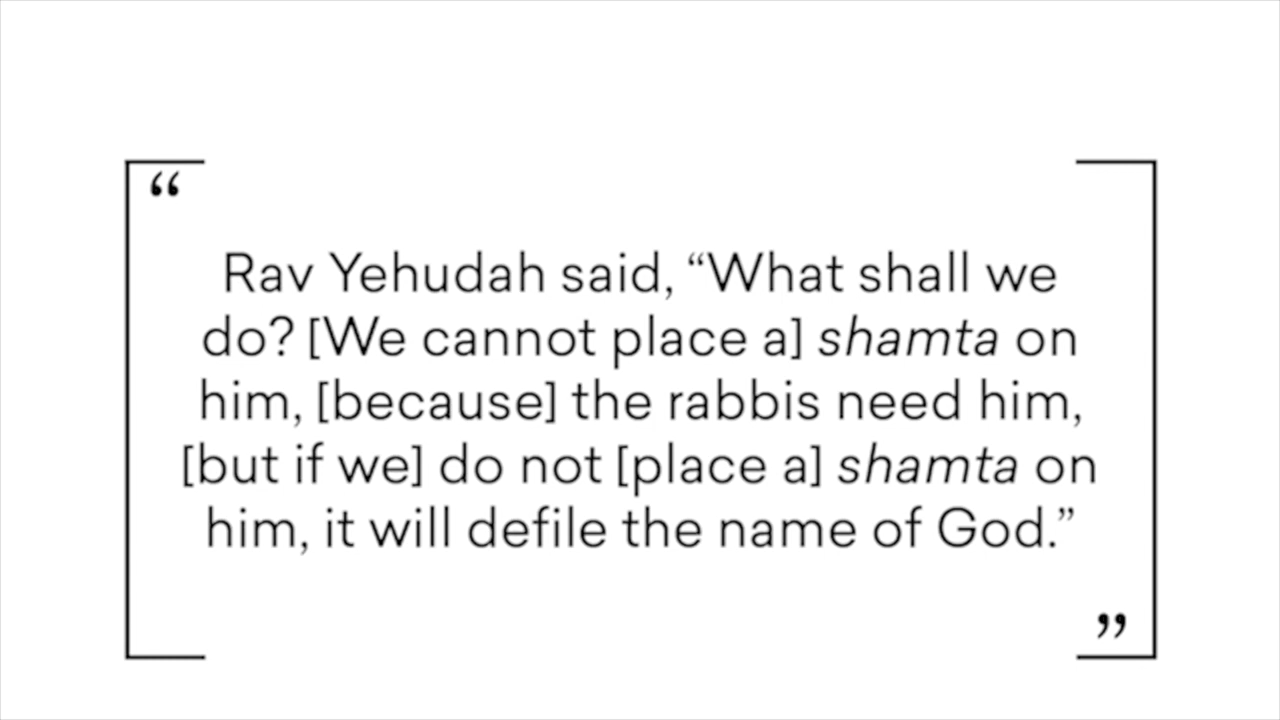 “
Rav Yehudah said, “What shall we
do? [We cannot place a] shamta on
him, [because] the rabbis need him,
[but if we] do not [place a] shamta on
him, it will defile the name of God.”
”